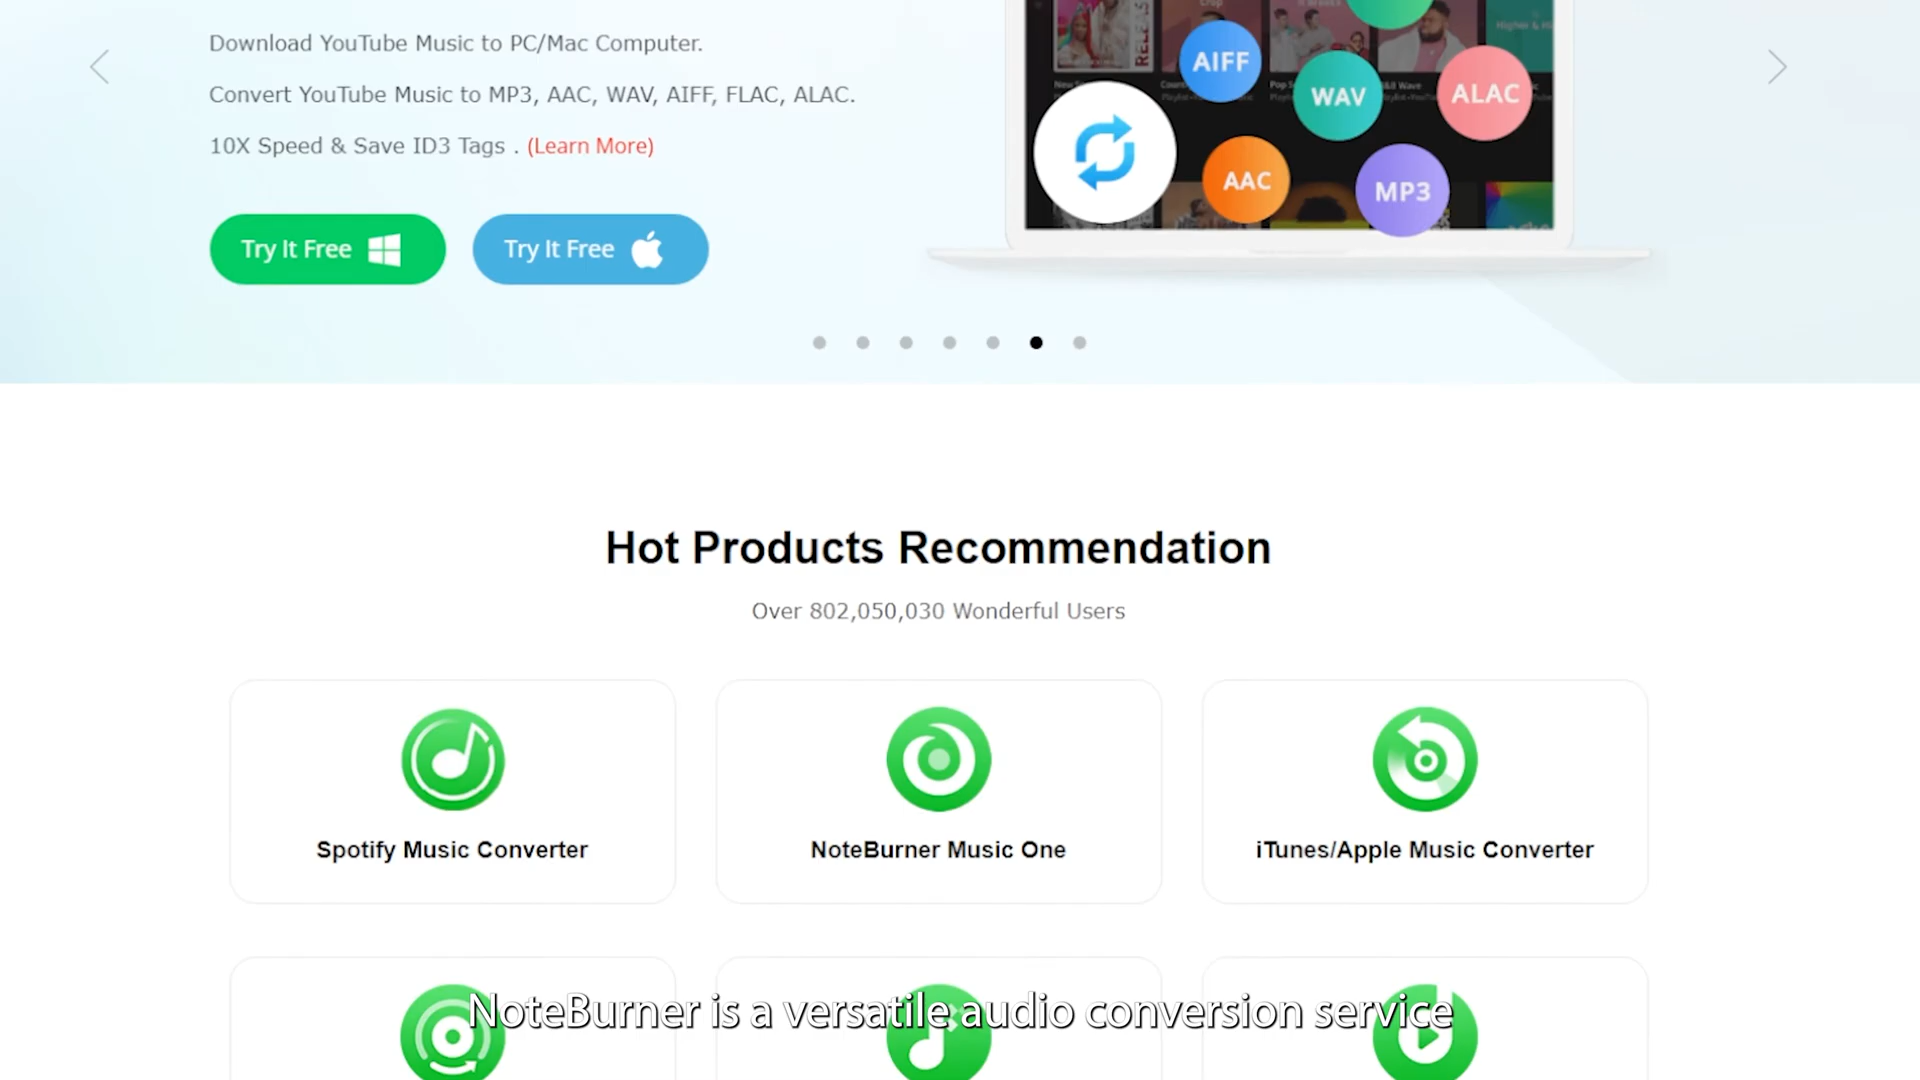 Download YouTube Music to PC/Mac Computer.
Convert YouTube Music to MP3, AAC, WAV, AIFF, FLAC, ALAC.
10X Speed & Save ID3 Tags . (Learn More)
Try It Free
Try It Free
RELEAS
AIFF
WAV
ALAC
AAC
MP3
Hot Products Recommendation
Over 802,050,030 Wonderful Users
Spotify Music Converter
NoteBurner Music One
iTunes/Apple Music Converter
NoteBurner is a versatile audio conversion service